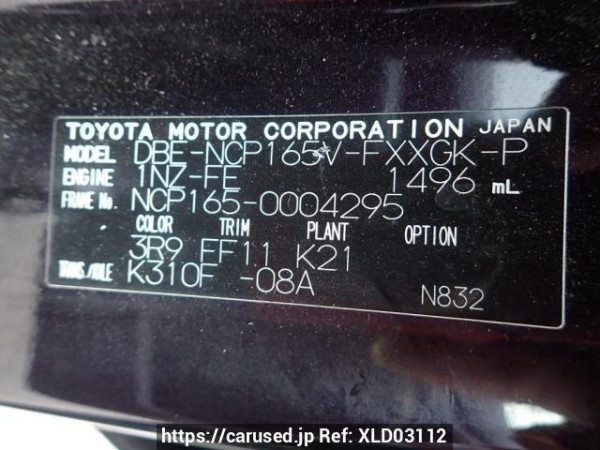 TOYOTA MOTOR CORPORATION JAPAN
MODEL DBE-NCP165V-FXXGK-P
ENGINE 1NZ-FE 1496 mL
FRAME No. NCP165-0004295
COLOR TRIM PLANT OPTION
3R9 FF11 K21
TRANS./AXLE K310F -08A
N832
https://carused.jp Ref: XLD03112